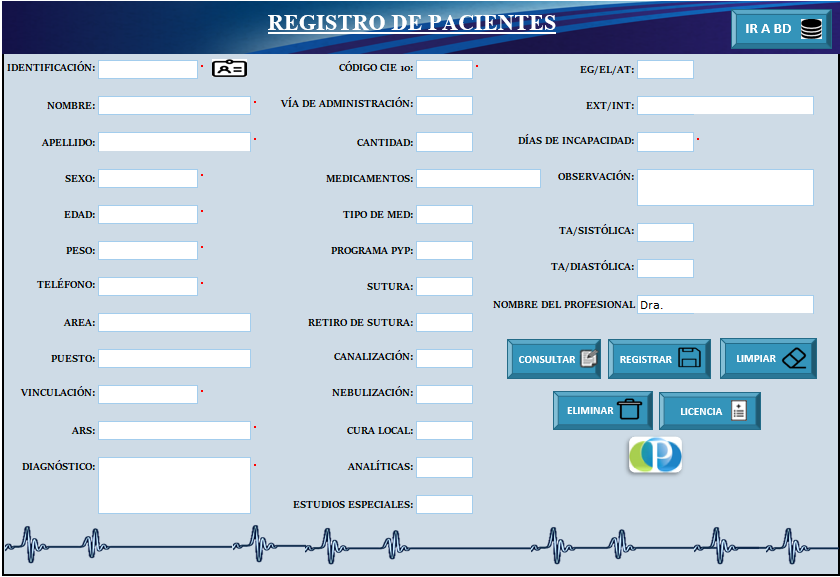 REGISTRO DE PACIENTES
IR A BD
IDENTIFICACIÓN:
NOMBRE:
APELLIDO:
SEXO:
EDAD:
PESO:
TELÉFONO:
AREA:
PUESTO:
VINCULACIÓN:
ARS:
DIAGNÓSTICO:
CÓDIGO CIE 10:
VÍA DE ADMINISTRACIÓN:
CANTIDAD:
MEDICAMENTOS:
TIPO DE MED:
PROGRAMA PYP:
SUTURA:
RETIRO DE SUTURA:
CANALIZACIÓN:
NEBULIZACIÓN:
CURA LOCAL:
ANALÍTICAS:
ESTUDIOS ESPECIALES:
EG/EL/AT:
EXT/INT:
DÍAS DE INCAPACIDAD:
OBSERVACIÓN:
TA/SISTÓLICA:
TA/DIASTÓLICA:
NOMBRE DEL PROFESIONAL Dra.
CONSULTAR
REGISTRAR
LIMPIAR
ELIMINAR
LICENCIA
P